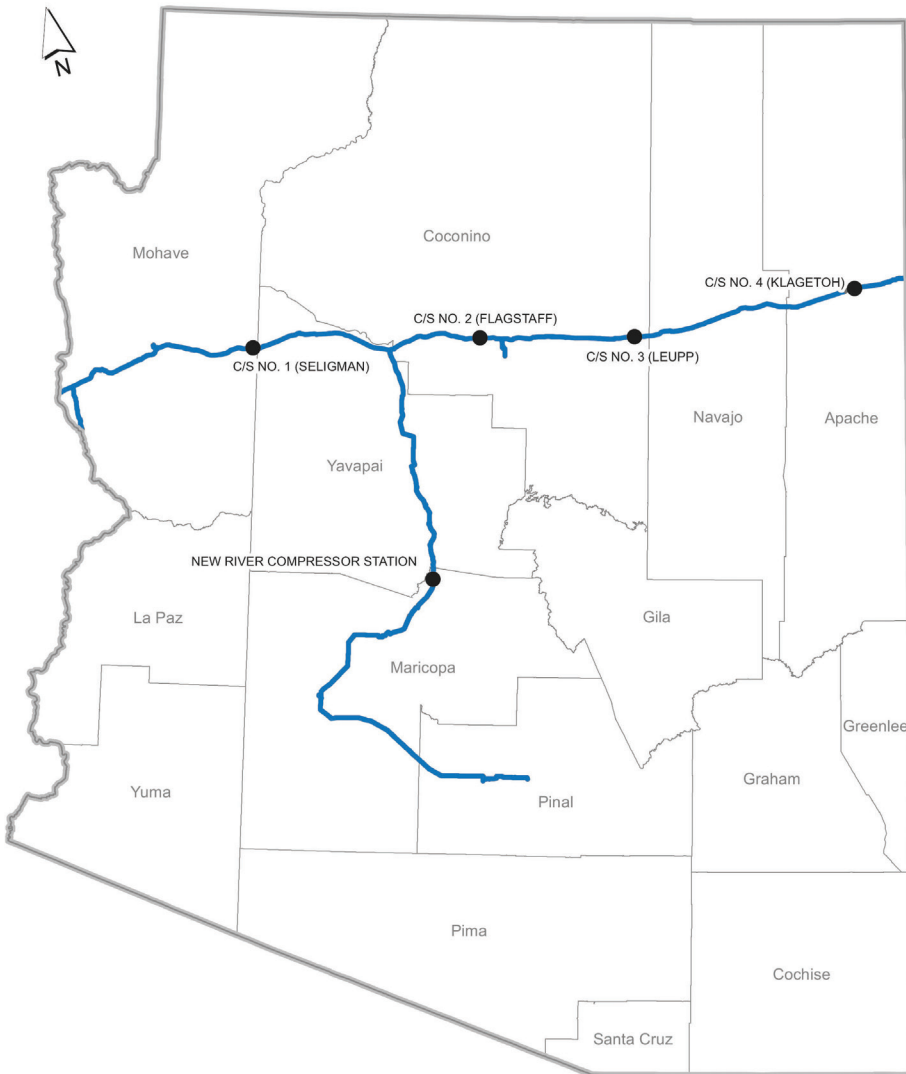 N
Mohave
Coconino
C/S NO. 4 (KLAGETOH)
C/S NO. 2 (FLAGSTAFF)
C/S NO. 1 (SELIGMAN)
C/S NO. 3 (LEUPP)
Navajo
Apache
Yavapai
NEW RIVER COMPRESSOR STATION
La Paz
Gila
Maricopa
Greenlee
Yuma
Graham
Pinal
Pima
Cochise
Santa Cruz